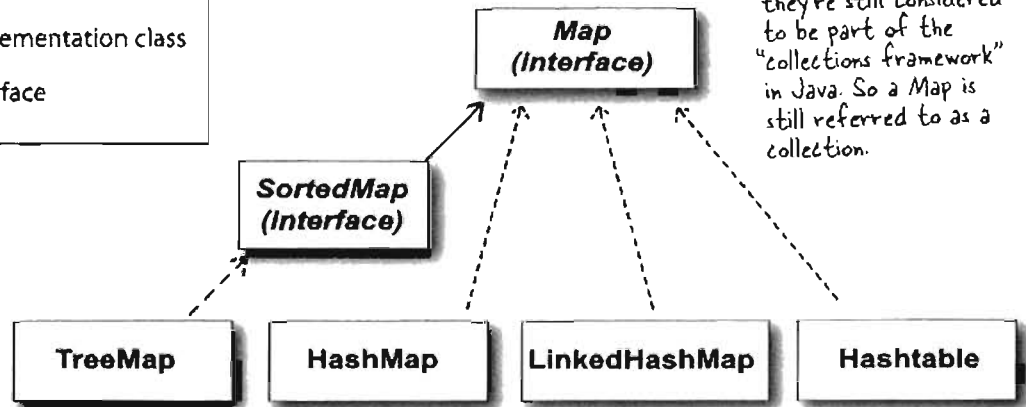 ementation class
face
Map
(interface)
they're still considered
to be part of the
"collections framework"
in Java. So a Map is
still referred to as a
collection.
SortedMap
(interface)
TreeMap
HashMap
LinkedHashMap
Hashtable